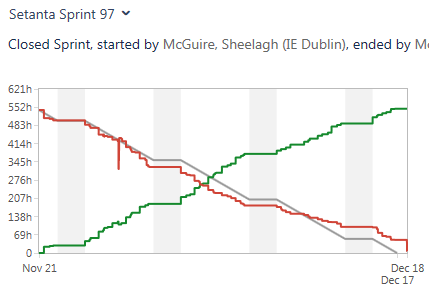 Setanta Sprint 97
Closed Sprint, started by McGuire, Sheelagh (IE Dublin), ended by
621h
552h
483h
414h
345h
276h
207h
138h
69h
0
Nov 21
Dec 18
Dec 17